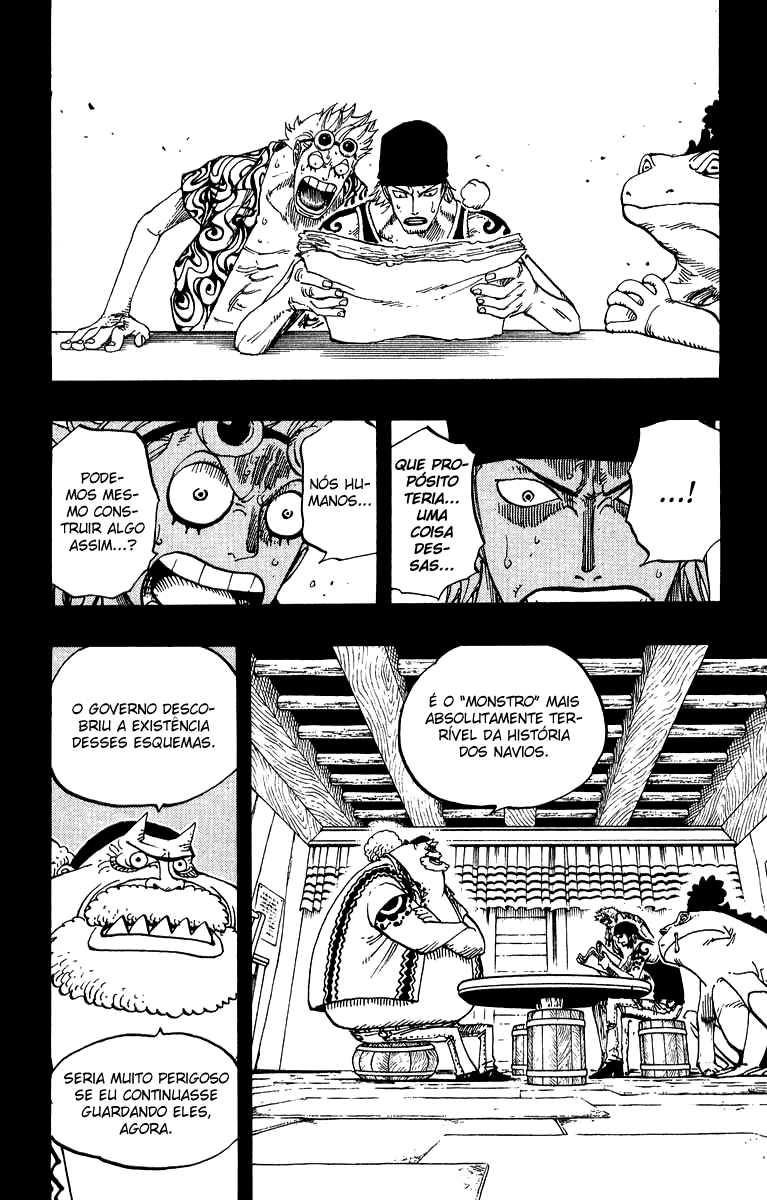 ...!
QUE PRO-
PÓSITO
TERIA...
UMA
COISA
DES-
SAS...
NÓS HU-
MANOS...
PODE-
MOS MES-
MO CONS-
TRUIR ALGO
ASSIM...?
É O "MONSTRO" MAIS
ABSOLUTAMENTE TER-
RÍVEL DA HISTÓRIA
DOS NAVIOS.
O GOVERNO DESCO-
BRIU A EXISTÊNCIA
DESSES ESQUEMAS.
SERIA MUITO PERIGOSO
SE EU CONTINUASSE
GUARDANDO ELES,
AGORA.